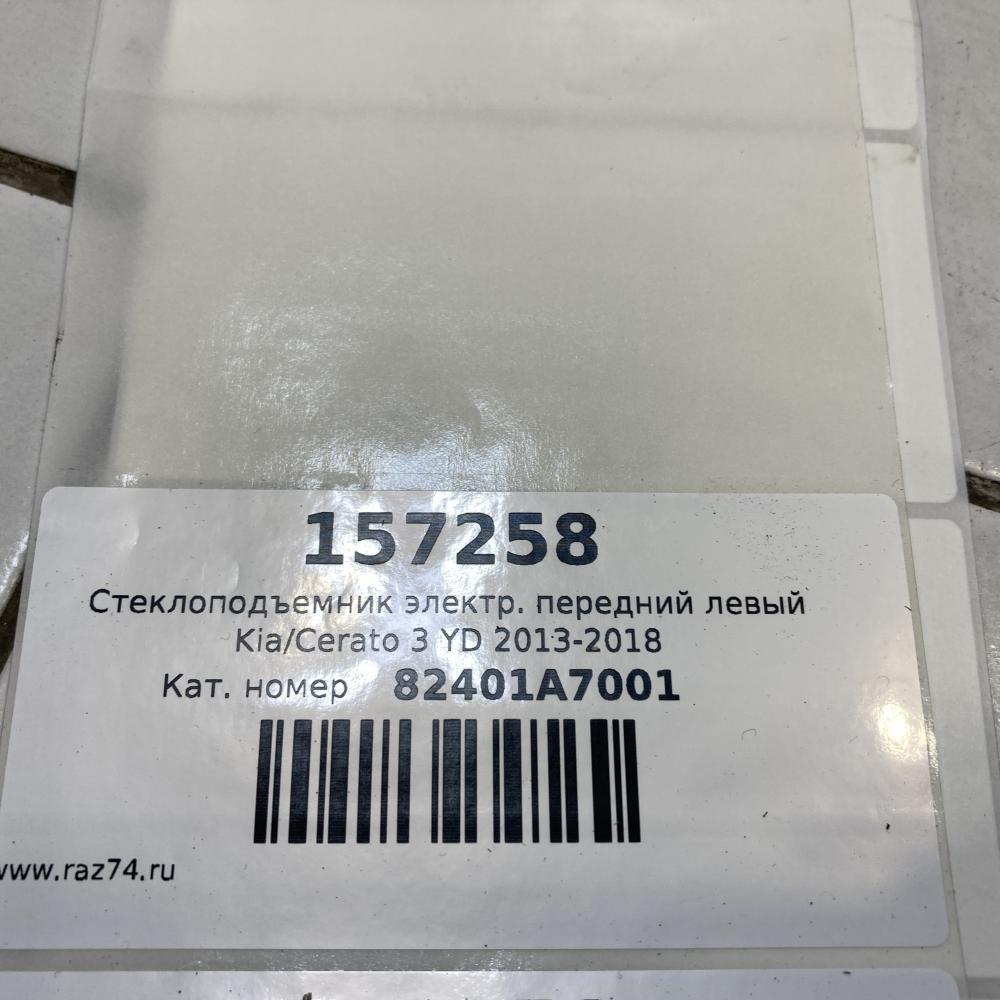 157258
Стеклоподъемник электр. передний левый
Kia/Cerato 3 YD 2013-2018
Кат. номер 82401A7001
www.raz74.ru